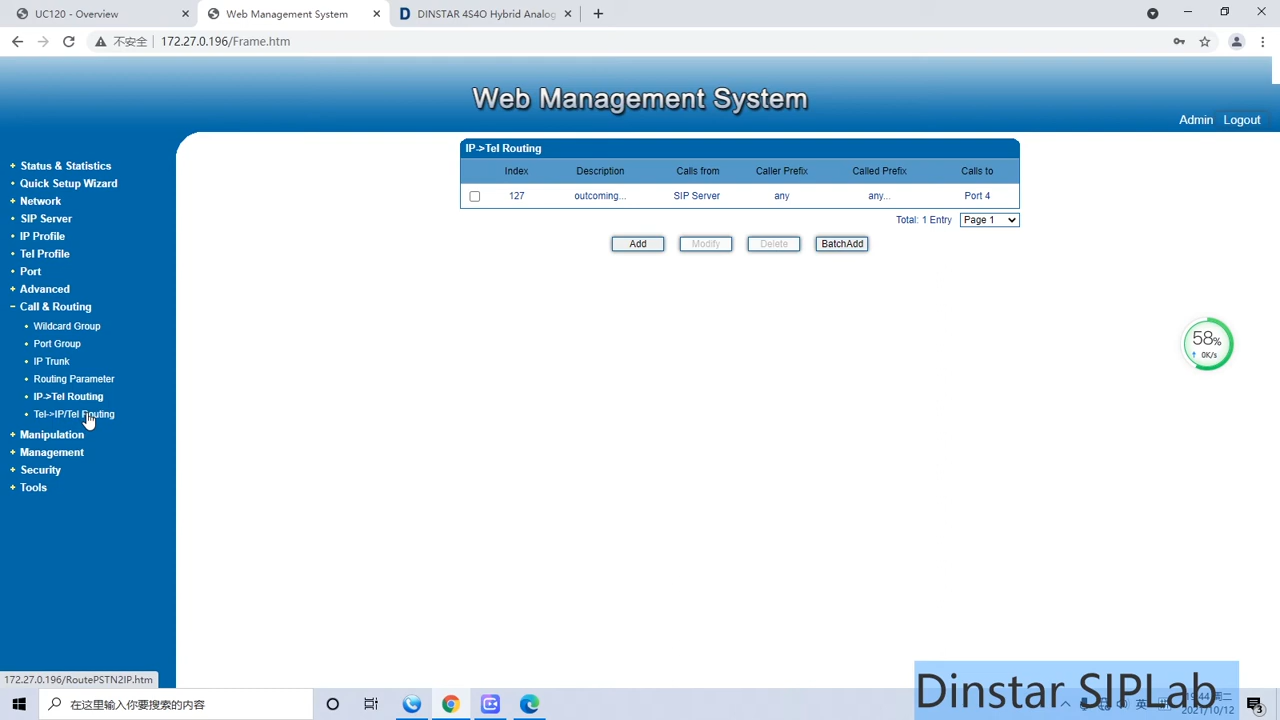 UC120 - Overview
Web Management System
DINSTAR 4S4O Hybrid Analog
不安全
172.27.0.196/Frame.htm
Web Management System
Admin
Logout
Status & Statistics
Quick Setup Wizard
Network
SIP Server
IP Profile
Tel Profile
Port
Advanced
Call & Routing
Wildcard Group
Port Group
IP Trunk
Routing Parameter
IP->Tel Routing
Tel->IP/Tel Routing
Manipulation
Management
Security
Tools
IP->Tel Routing
Index Description Calls from Caller Prefix Called Prefix Calls to
127 outcoming... SIP Server any any... Port 4
Total: 1 Entry Page 1
Add Modify Delete BatchAdd
58%
0K/s
172.27.0.196/RoutePSTN2IP.htm
在这里输入你要搜索的内容
Dinstar SIPLab
英
2021/10/12
3